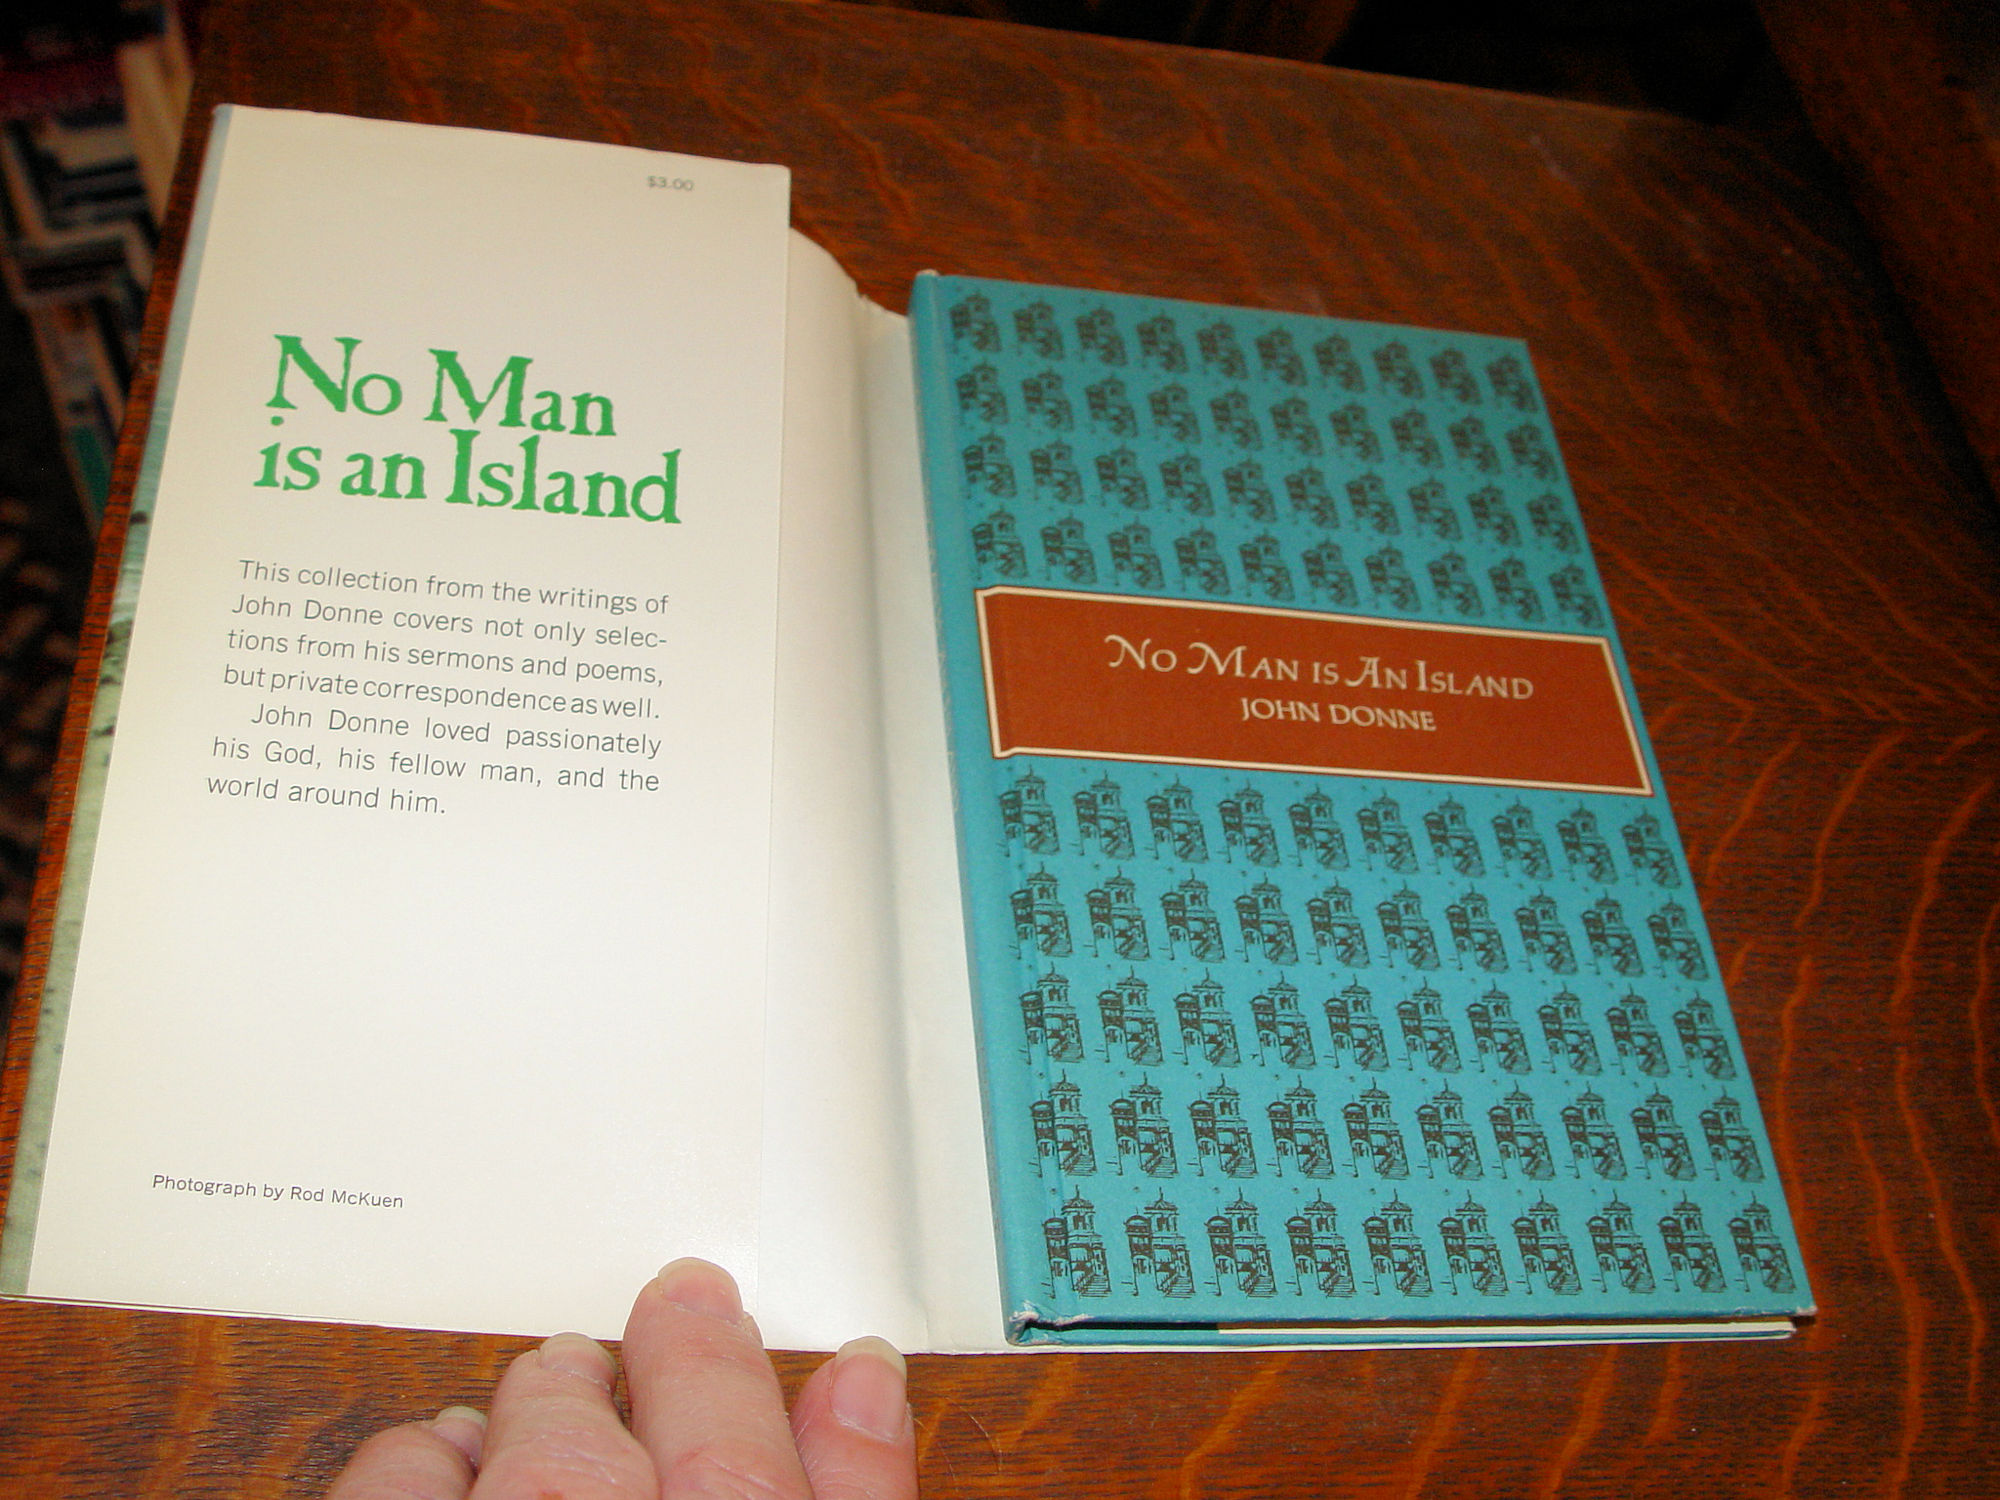 $3.00
No Man
is an Island
This collection from the writings of
John Donne covers not only selec-
tions from his sermons and poems,
but private correspondence as well.
John Donne loved passionately
his God, his fellow man, and the
world around him.
Photograph by Rod McKuen
No Man is An Island
JOHN DONNE